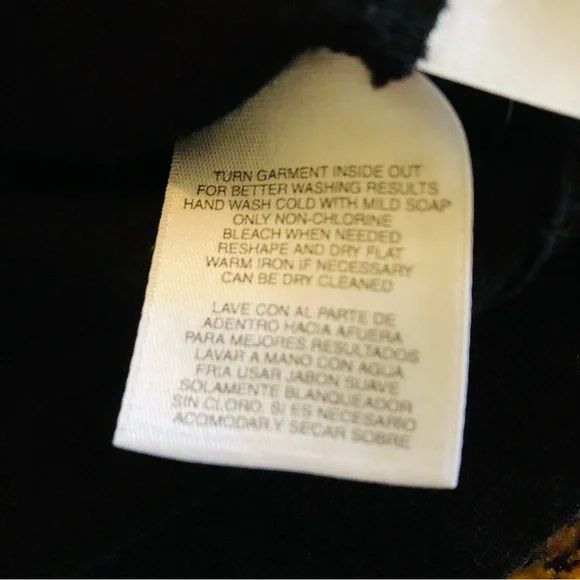 TURN GARMENT INSIDE OUT
FOR BETTER WASHING RESULTS
HAND WASH COLD WITH MILD SOAP
ONLY NON-CHLORINE
BLEACH WHEN NEEDED
RESHAPE AND DRY FLAT
WARM IRON IF NECESSARY
CAN BE DRY CLEANED
LAVE CON AL PARTE DE
ADENTRO HACIA AFUERA
PARA MEJORES RESULTADOS
LAVAR A MANO CON AGUA
FRIA USAR JABON SUAVE
SOLAMENTE BLANQUEADOR
SIN CLORO. SI ES NECESARIO
ACOMODAR Y SECAR SOBRE